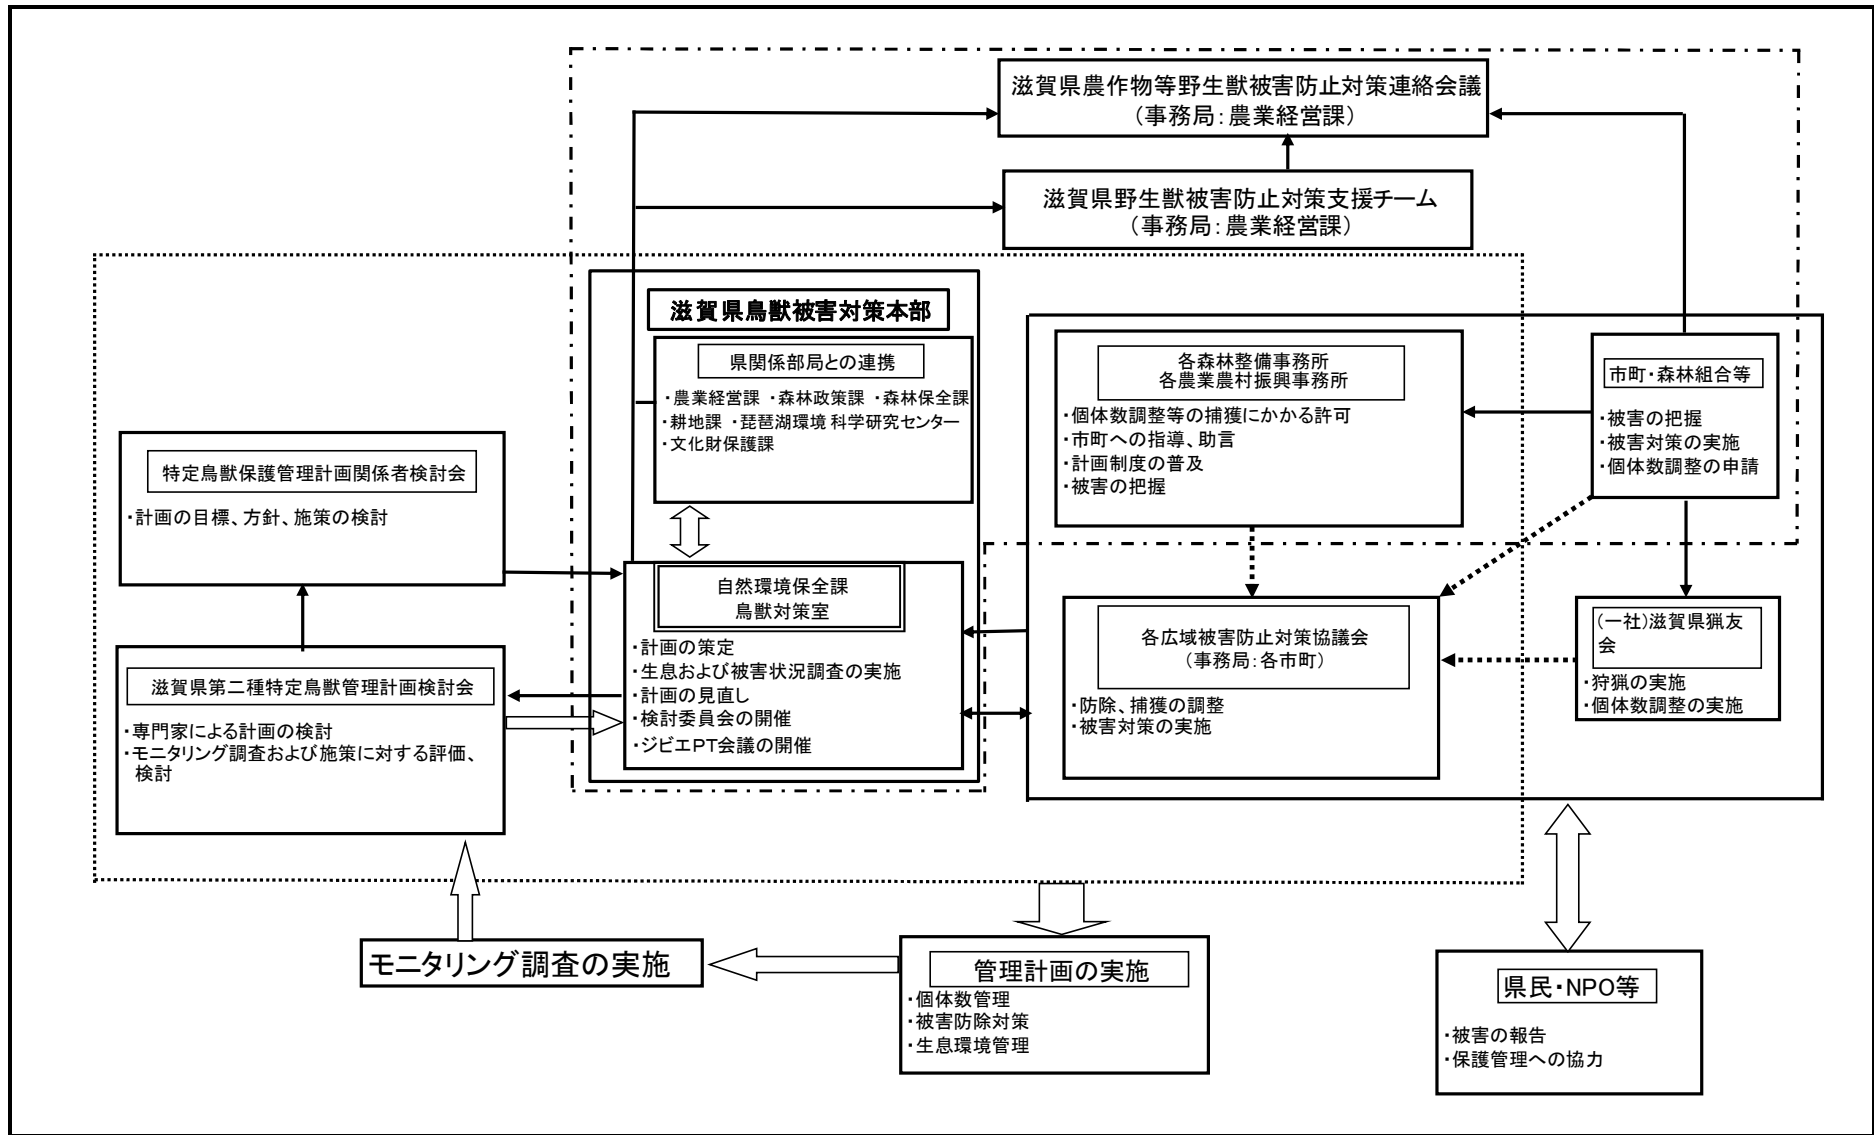 滋賀県農作物等野生獣被害防止対策連絡会議
（事務局：農業経営課）
滋賀県野生獣被害防止対策支援チーム
（事務局：農業経営課）
滋賀県鳥獣被害対策本部
県関係部局との連携
・農業経営課 ・森林政策課 ・森林保全課
・耕地課 ・琵琶湖環境 科学研究センター
・文化財保護課
各森林整備事務所
各農業農村振興事務所
・個体数調整等の捕獲にかかる許可
・市町への指導、助言
・計画制度の普及
・被害の把握
市町・森林組合等
・被害の把握
・被害対策の実施
・個体数調整の申請
特定鳥獣保護管理計画関係者検討会
・計画の目標、方針、施策の検討
自然環境保全課
鳥獣対策室
・計画の策定
・生息および被害状況調査の実施
・計画の見直し
・検討委員会の開催
・ジビエPT会議の開催
各広域被害防止対策協議会
（事務局：各市町）
・防除、捕獲の調整
・被害対策の実施
(一社)滋賀県猟友
会
・狩猟の実施
・個体数調整の実施
滋賀県第二種特定鳥獣管理計画検討会
・専門家による計画の検討
・モニタリング調査および施策に対する評価、
検討
モニタリング調査の実施
管理計画の実施
・個体数管理
・被害防除対策
・生息環境管理
県民・NPO等
・被害の報告
・保護管理への協力